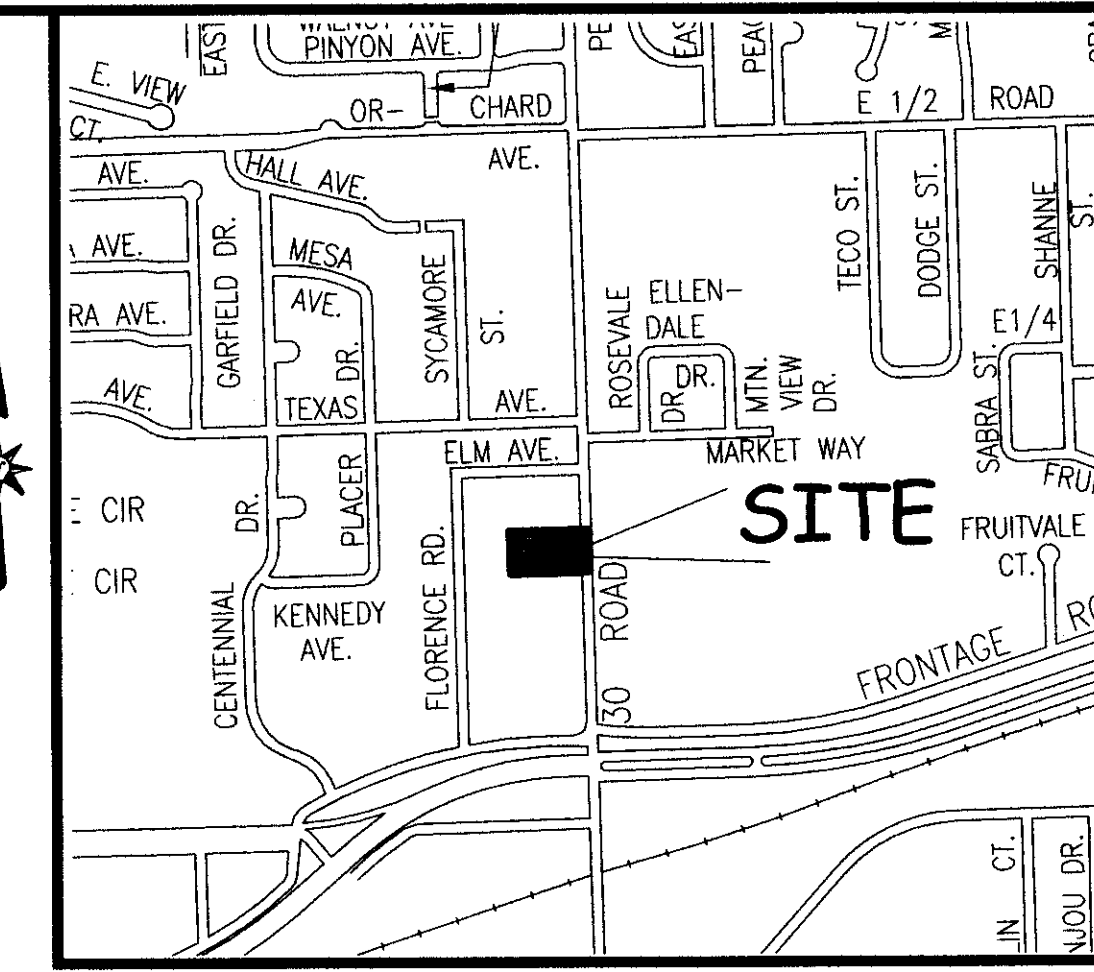 EAST
PINYON AVE.
E. VIEW
CT.
OR-
CHARD
AVE.
E 1/2
ROAD
AVE.
HALL AVE.
AVE.
RA AVE.
AVE.
GARFIELD DR.
MESA
AVE.
SYCAMORE
ST.
TEXAS
DR.
AVE.
ROSEVALE
ELLEN-
DALE
DR.
DR.
MTN.
VIEW
DR.
TECO ST.
DODGE ST.
SHANNE
ST.
E1/4
SABRA ST.
ELM AVE.
MARKET WAY
SITE
FRUITVALE
CT.
CIR
CIR
DR.
PLACER
CENTENNIAL
KENNEDY
AVE.
FLORENCE RD.
30
ROAD
FRONTAGE
CT.
DR.